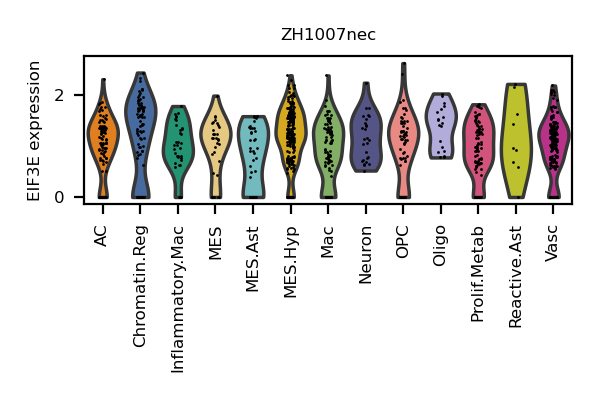 ZH1007nec
EIF3E expression
2
0
AC
Chromatin.Reg
Inflammatory.Mac
MES
MES.Ast
MES.Hyp
Mac
Neuron
OPC
Oligo
Prolif.Metab
Reactive.Ast
Vasc